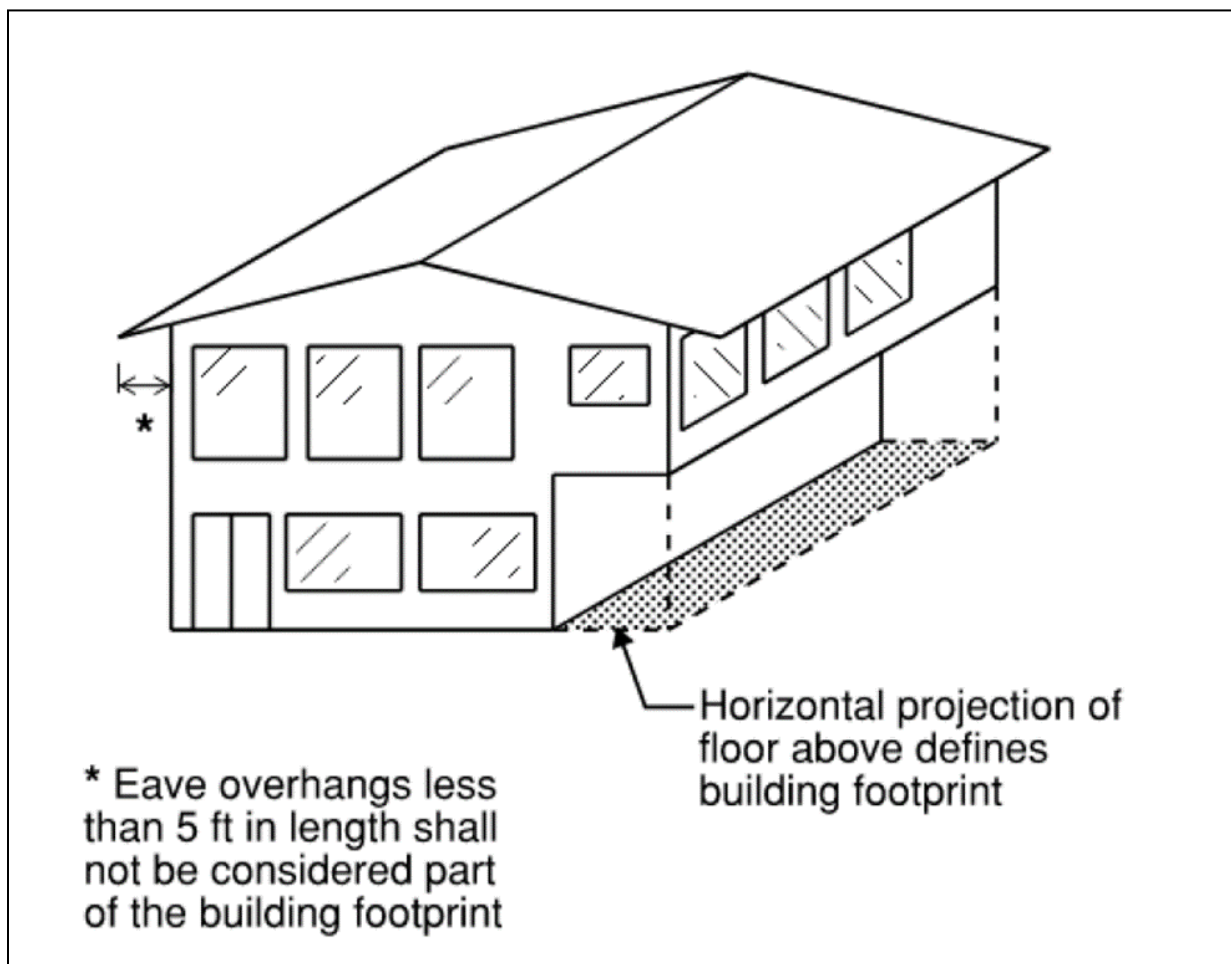 *
Horizontal projection of
floor above defines
building footprint
* Eave overhangs less
than 5 ft in length shall
not be considered part
of the building footprint